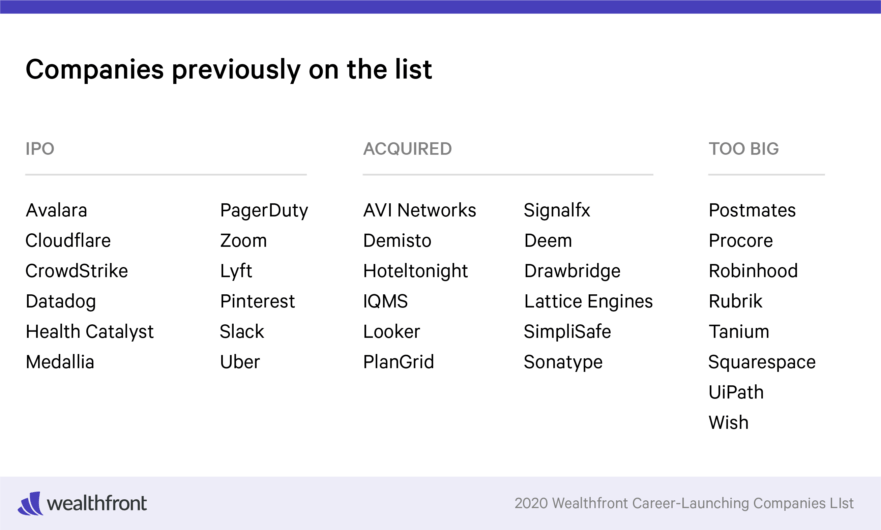 Companies previously on the list
IPO
Avalara
Cloudflare
CrowdStrike
Datadog
Health Catalyst
Medallia
PagerDuty
Zoom
Lyft
Pinterest
Slack
Uber
ACQUIRED
AVI Networks
Demisto
Hoteltonight
IQMS
Looker
PlanGrid
Signalfx
Deem
Drawbridge
Lattice Engines
SimpliSafe
Sonatype
TOO BIG
Postmates
Procore
Robinhood
Rubrik
Tanium
Squarespace
UiPath
Wish
wealthfront
2020 Wealthfront Career-Launching Companies LIst